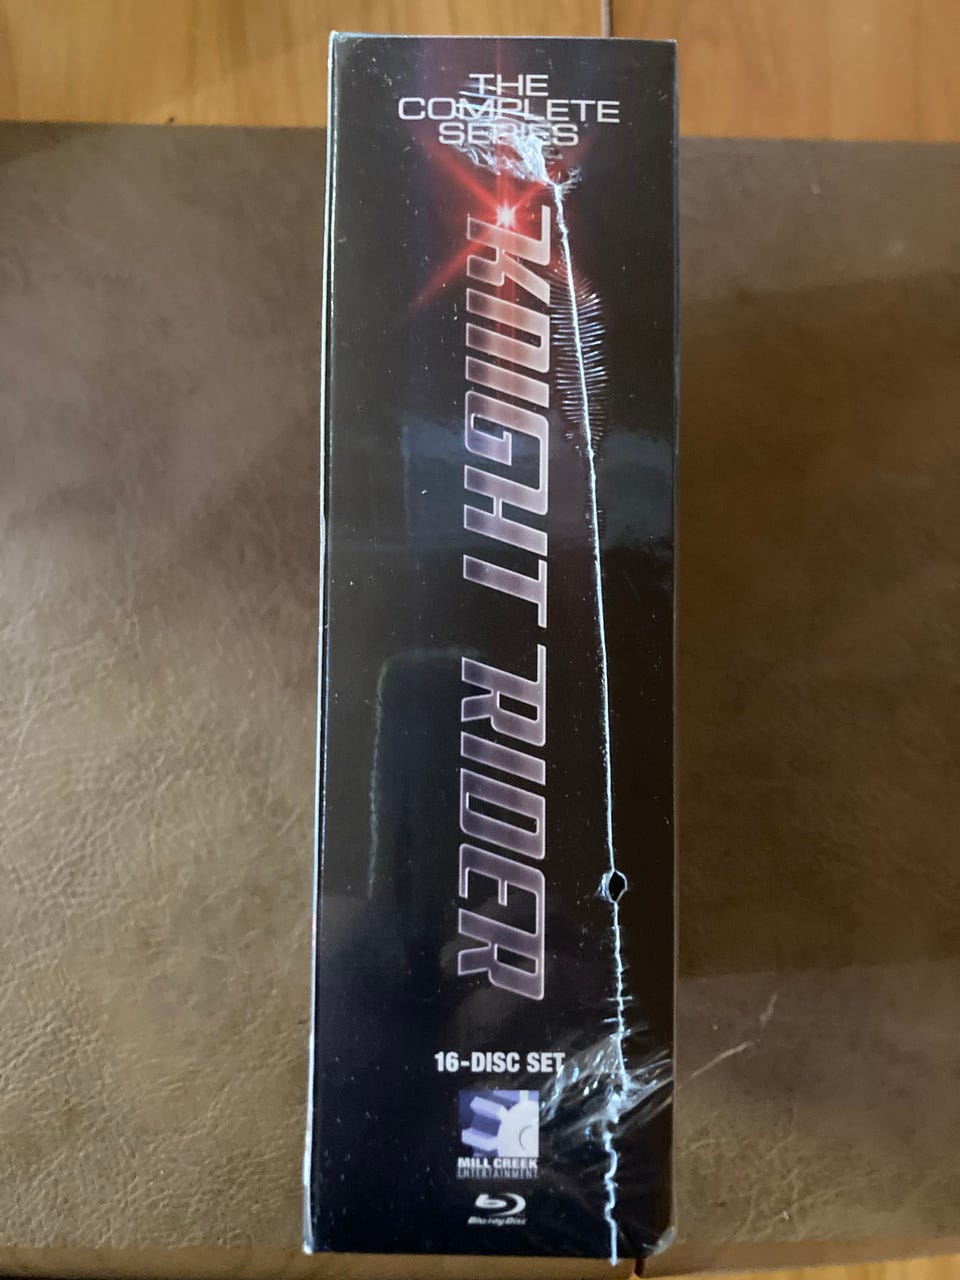 THE
COMPLETE
SERIES
KNIGHT RIDER
16-DISC SET
MILL CREEK
ENTERTAINMENT
Blu-ray Disc